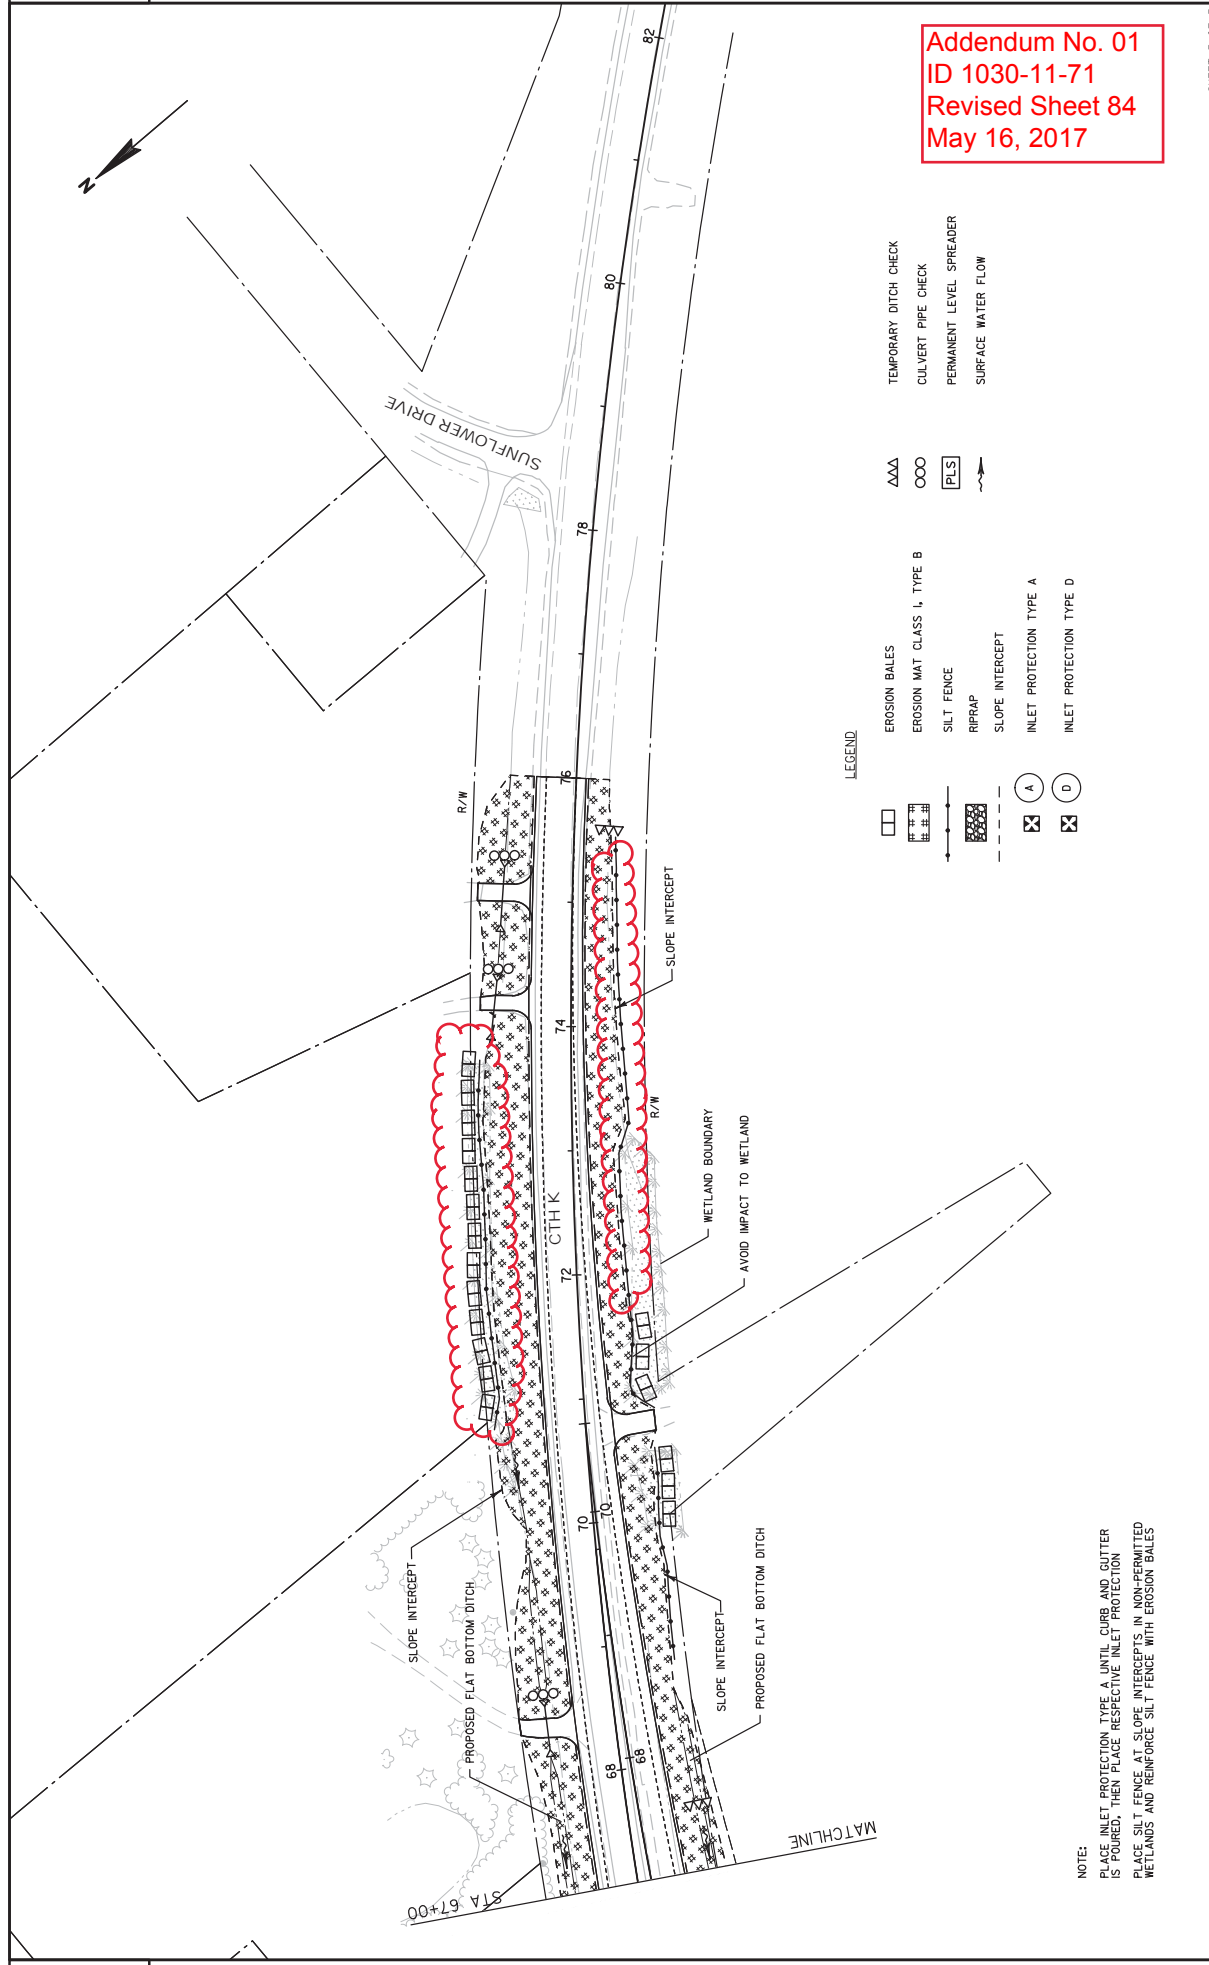 Addendum No. 01
ID 1030-11-71
Revised Sheet 84
May 16, 2017
N
82
80
78
76
74
72
70
70
68
68
SUNFLOWER DRIVE
R/W
R/W
CTH K
SLOPE INTERCEPT
WETLAND BOUNDARY
AVOID IMPACT TO WETLAND
SLOPE INTERCEPT
PROPOSED FLAT BOTTOM DITCH
SLOPE INTERCEPT
PROPOSED FLAT BOTTOM DITCH
STA 67+00
MATCHLINE
LEGEND
EROSION BALES
EROSION MAT CLASS I, TYPE B
SILT FENCE
RIPRAP
SLOPE INTERCEPT
A INLET PROTECTION TYPE A
D INLET PROTECTION TYPE D
TEMPORARY DITCH CHECK
CULVERT PIPE CHECK
PLS PERMANENT LEVEL SPREADER
SURFACE WATER FLOW
NOTE:
PLACE INLET PROTECTION TYPE A UNTIL CURB AND GUTTER
IS POURED, THEN PLACE RESPECTIVE INLET PROTECTION
PLACE SILT FENCE AT SLOPE INTERCEPTS IN NON-PERMITTED
WETLANDS AND REINFORCE SILT FENCE WITH EROSION BALES